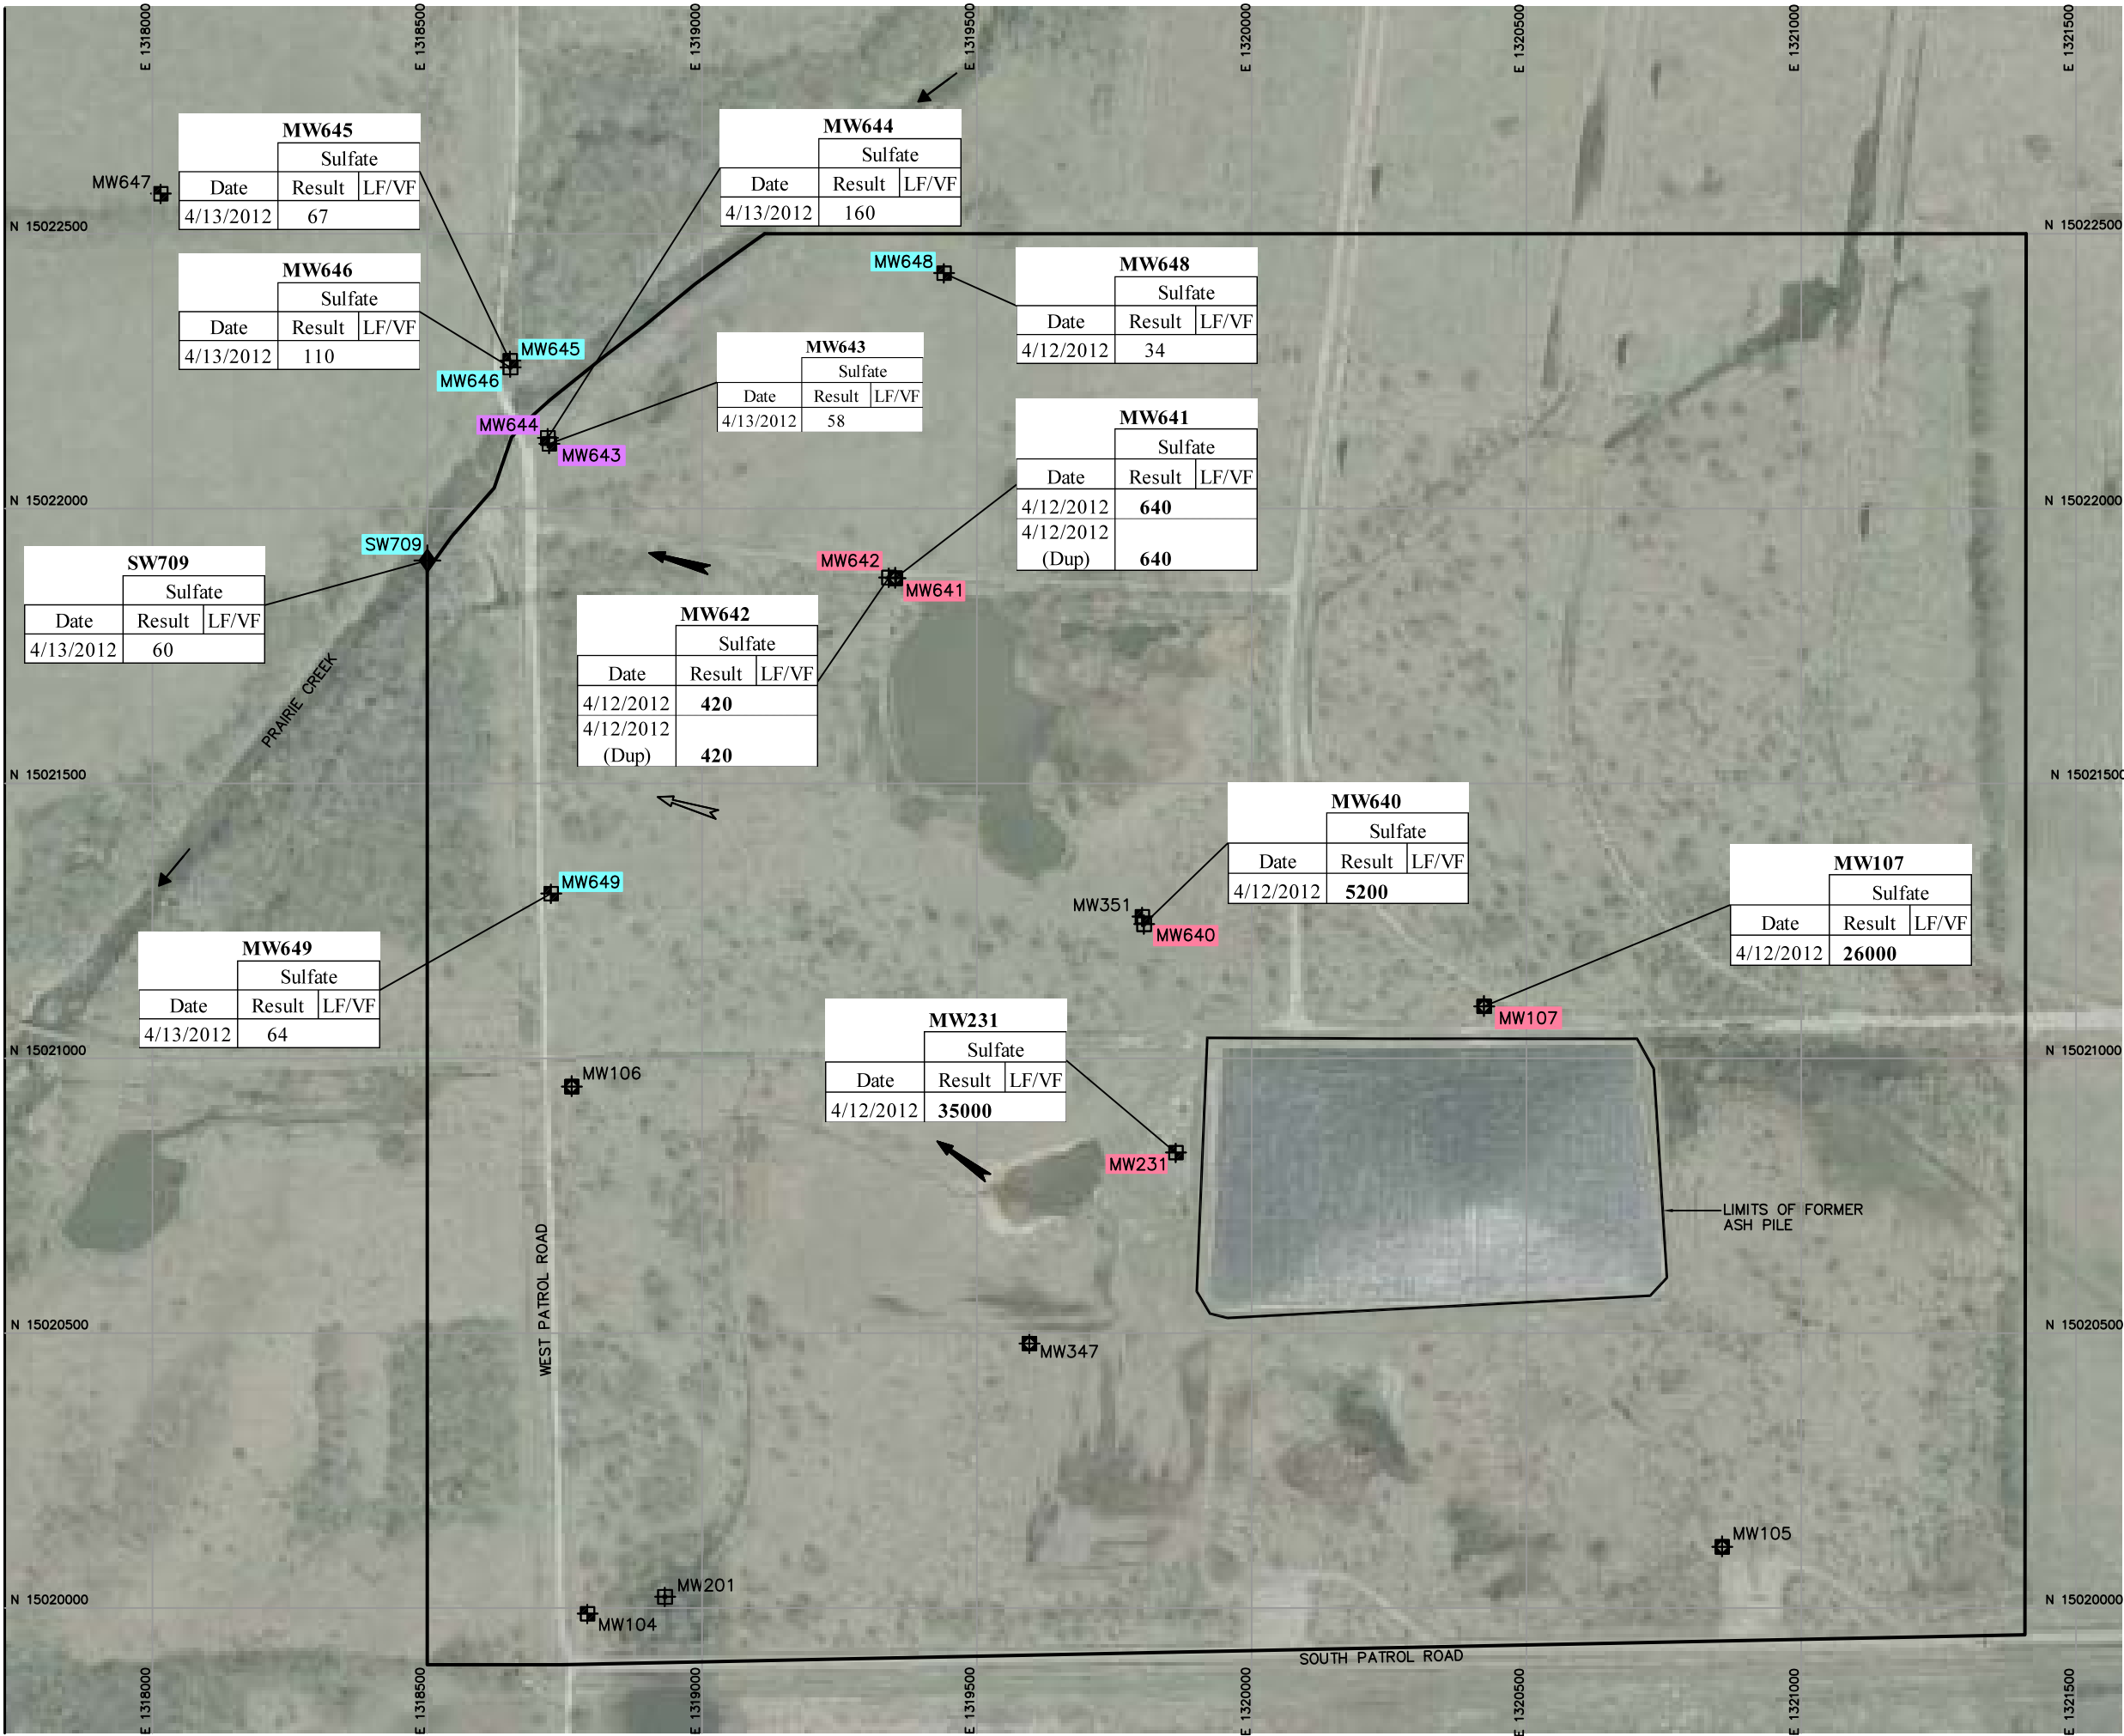 E 1318000
E 1318500
E 1319000
E 1319500
E 1320000
E 1320500
E 1321000
E 1321500
MW645
Sulfate
Date Result LF/VF
4/13/2012 67
MW644
Sulfate
Date Result LF/VF
4/13/2012 160
MW647
N 15022500
N 15022500
MW646
Sulfate
Date Result LF/VF
4/13/2012 110
MW648
MW648
Sulfate
Date Result LF/VF
4/12/2012 34
MW645
MW646
MW643
Sulfate
Date Result LF/VF
4/13/2012 58
MW644
MW643
MW641
Sulfate
Date Result LF/VF
4/12/2012 640
4/12/2012
(Dup) 640
N 15022000
N 15022000
SW709
SW709
Sulfate
Date Result LF/VF
4/13/2012 60
MW642
MW641
MW642
Sulfate
Date Result LF/VF
4/12/2012 420
4/12/2012
(Dup) 420
PRAIRIE CREEK
N 15021500
N 15021500
MW640
Sulfate
Date Result LF/VF
4/12/2012 5200
MW649
MW351
MW640
MW107
Sulfate
Date Result LF/VF
4/12/2012 26000
MW649
Sulfate
Date Result LF/VF
4/13/2012 64
MW107
MW231
Sulfate
Date Result LF/VF
4/12/2012 35000
N 15021000
N 15021000
MW106
MW231
LIMITS OF FORMER
ASH PILE
WEST PATROL ROAD
N 15020500
N 15020500
MW347
MW105
MW201
MW104
N 15020000
N 15020000
SOUTH PATROL ROAD
E 1318000
E 1318500
E 1319000
E 1319500
E 1320000
E 1320500
E 1321000
E 1321500